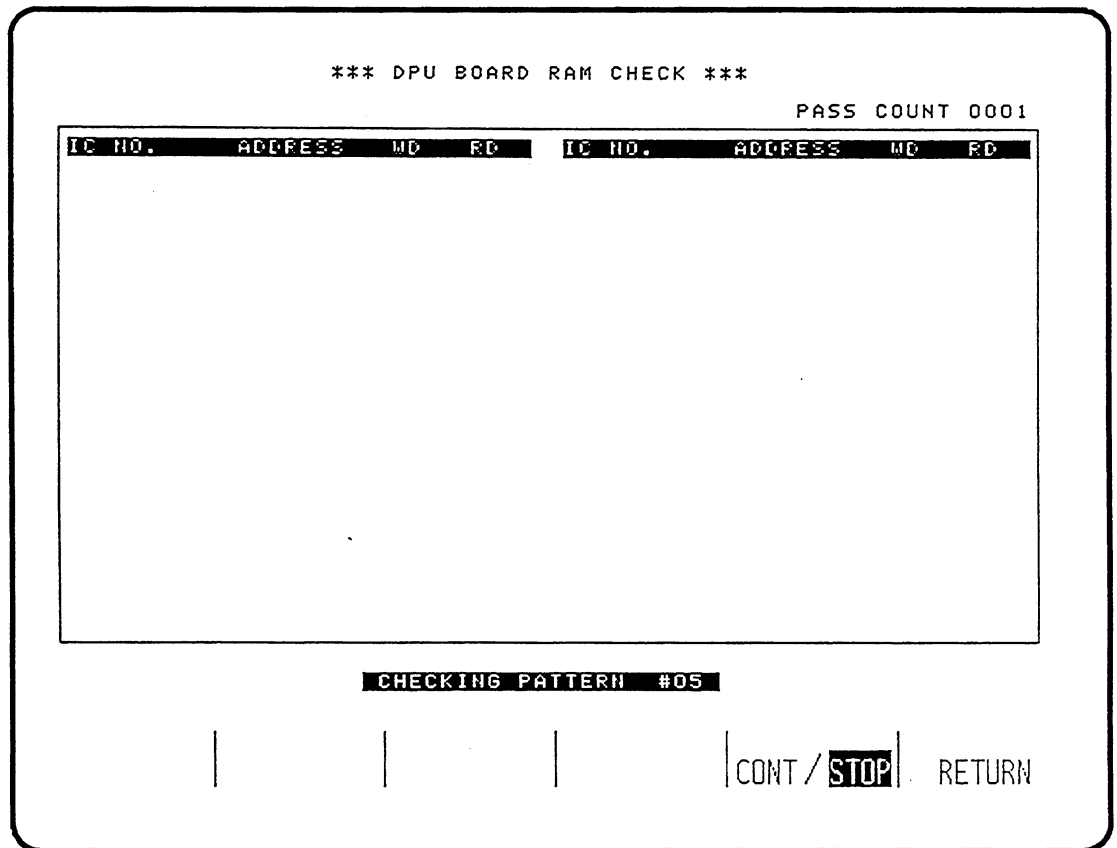 *** DPU BOARD RAM CHECK ***
PASS COUNT 0001
IC NO. ADDRESS WD RD IC NO. ADDRESS WD RD
CHECKING PATTERN #05
CONT / STOP RETURN